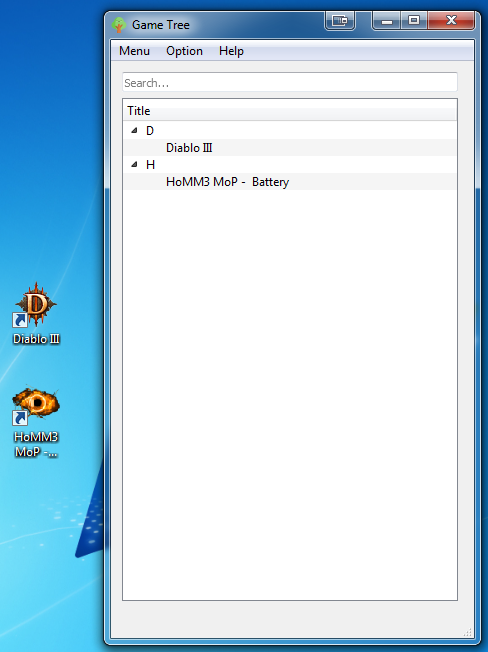 Game Tree
Menu Option Help
Search...
Title
D
Diablo III
H
HoMM3 MoP -  Battery
Diablo III
HoMM3
MoP -...